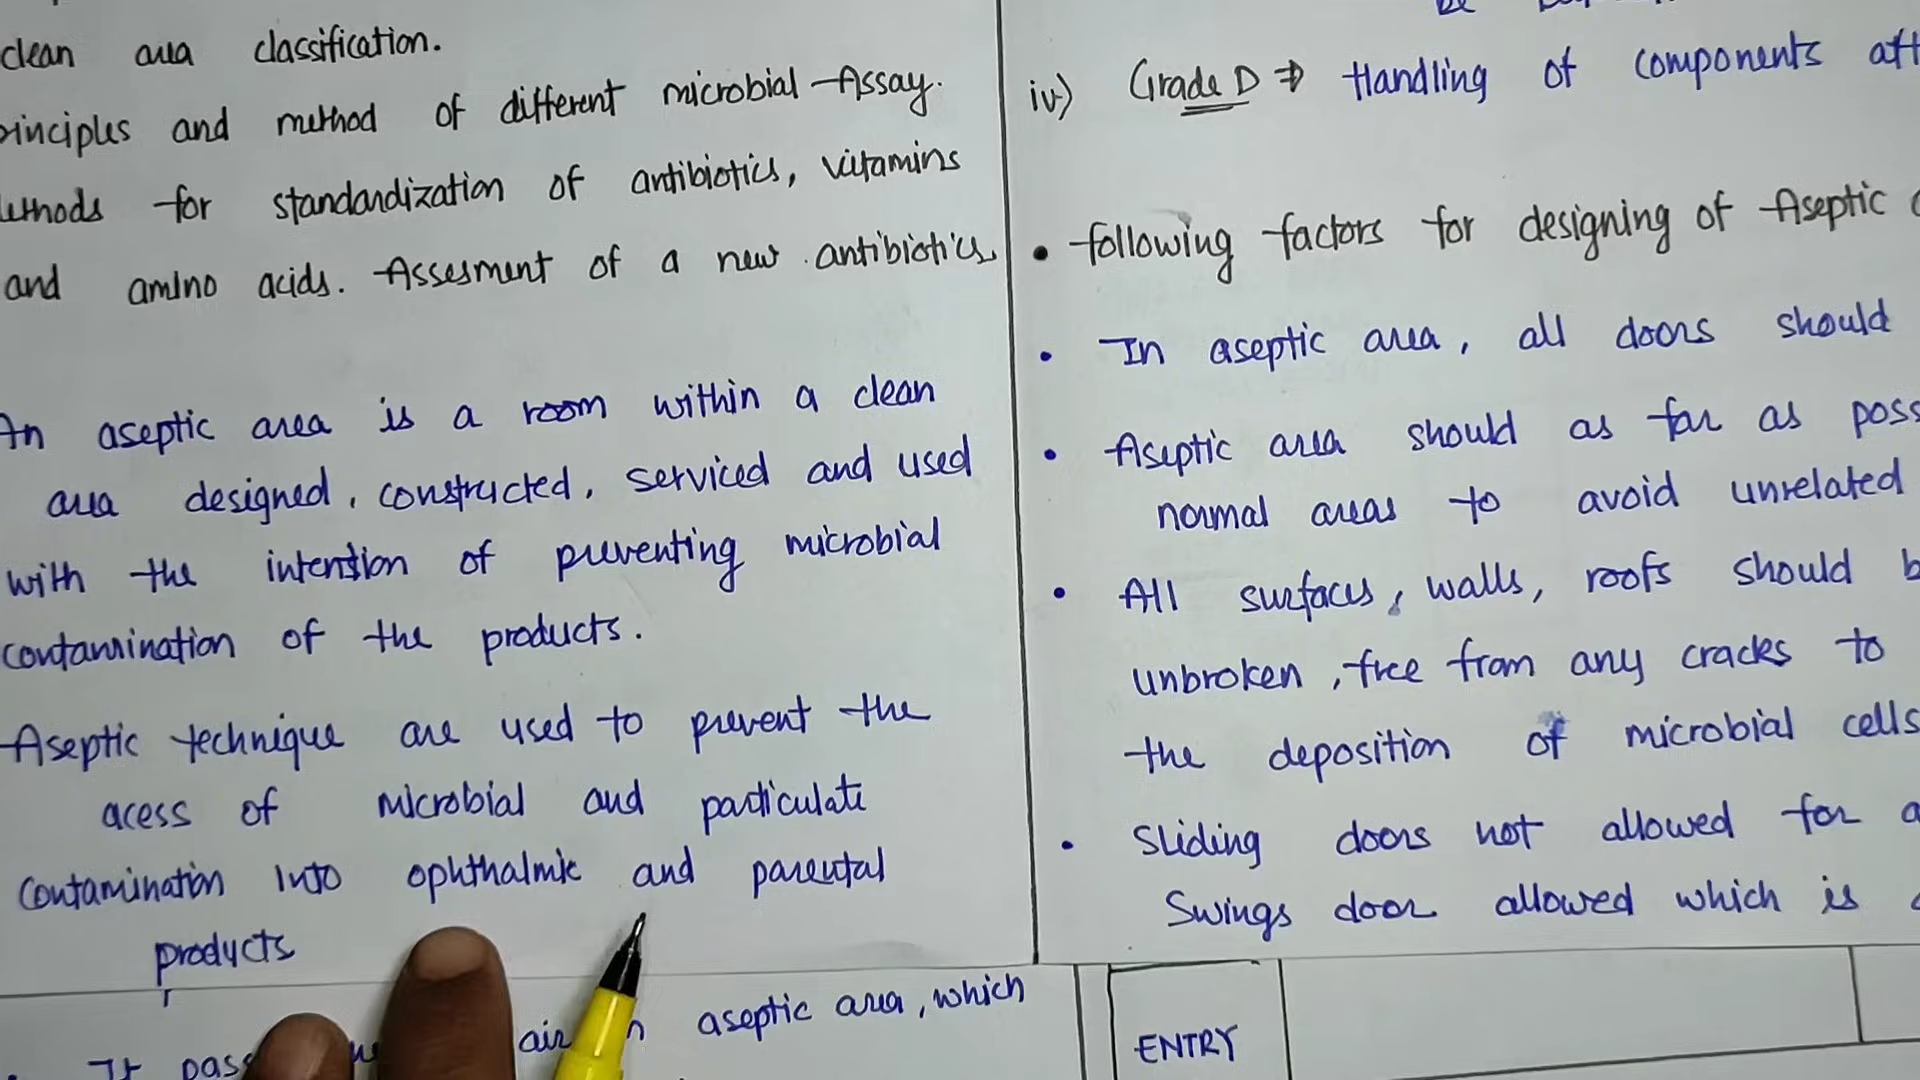 clean area classification.
and method of different microbial Assay.
for standardization of antibiotics, vitamins
and amino acids. Assesment of a new antibiotics.
An aseptic area is a room within a clean
area designed, constructed, serviced and used
with the intenstion of preventing microbial
contamination of the products.
Aseptic technique are used to prevent the
acess of microbial and particulate
contamination into ophthalmic and parental
products
air aseptic area, which
iv) Grade D ⇒ Handling of components
• following factors for designing of Aseptic
• In aseptic area, all doors should
• Aseptic area should as far as
normal areas to avoid unrelated
• All surfaces, walls, roofs should
unbroken, free from any cracks to
the deposition of microbial cells
• Sliding doors not allowed for
Swings door allowed which is
ENTRY